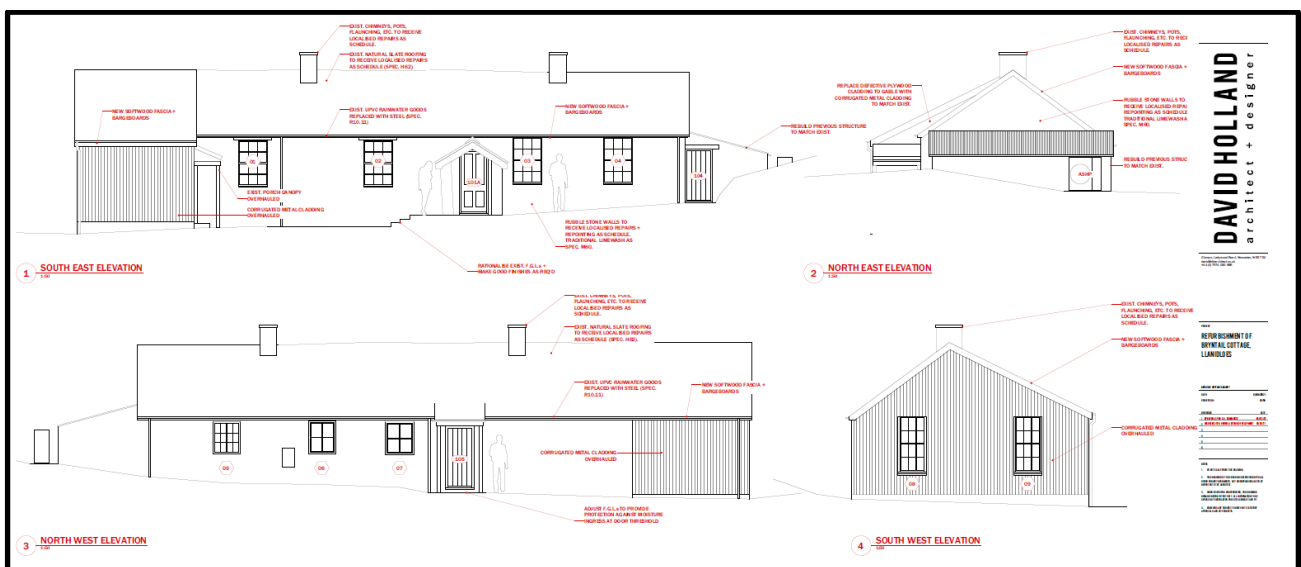 EXIST. CHIMNEYS, POTS,
FLAUNCHING, ETC. TO RECEIVE
LOCALISED REPAIRS AS
SCHEDULE.
EXIST. NATURAL SLATE ROOFING
TO RECEIVE LOCALISED REPAIRS
AS SCHEDULE (SPEC. H62).
NEW SOFTWOOD FASCIA +
BARGEBOARDS
EXIST. UPVC RAINWATER GOODS
REPLACED WITH STEEL (SPEC.
R10.11)
NEW SOFTWOOD FASCIA +
BARGEBOARDS
REBUILD PREVIOUS STRUCTURE
TO MATCH EXIST.
01
02
101A
03
04
104
EXIST. PORCH CANOPY
OVERHAULED
CORRUGATED METAL CLADDING
OVERHAULED
RUBBLE STONE WALLS TO
RECEIVE LOCALISED REPAIRS +
REPOINTING AS SCHEDULE.
TRADITIONAL LIMEWASH AS
SPEC. M60.
RATIONALISE EXIST. F.G.L.s +
MAKE GOOD FINISHES AS
1 SOUTH EAST ELEVATION
EXIST. CHIMNEYS, POTS,
FLAUNCHING, ETC. TO RECEI
LOCALISED REPAIRS AS
SCHEDULE.
NEW SOFTWOOD FASCIA +
BARGEBOARDS
REPLACE DEFECTIVE PLYWOOD
CLADDING TO GABLE WITH
CORRUGATED METAL CLADDING
TO MATCH EXIST.
RUBBLE STONE WALLS TO
RECEIVE LOCALISED REPAI
REPOINTING AS SCHEDULE
TRADITIONAL LIMEWASH A
SPEC. M60.
REBUILD PREVIOUS STRUC
TO MATCH EXIST.
ASHP
2 NORTH EAST ELEVATION
DAVID HOLLAND
architect + designer
EXIST. CHIMNEYS, POTS,
FLAUNCHING, ETC. TO RECEIVE
LOCALISED REPAIRS AS
SCHEDULE.
EXIST. NATURAL SLATE ROOFING
TO RECEIVE LOCALISED REPAIRS
AS SCHEDULE (SPEC. H62).
EXIST. UPVC RAINWATER GOODS
REPLACED WITH STEEL (SPEC.
R10.11)
NEW SOFTWOOD FASCIA +
BARGEBOARDS
05
06
07
103
CORRUGATED METAL CLADDING
OVERHAULED
ADJUST F.G.L.s TO PROVIDE
PROTECTION AGAINST MOISTURE
INGRESS AT DOOR THRESHOLD
3 NORTH WEST ELEVATION
EXIST. CHIMNEYS, POTS,
FLAUNCHING, ETC. TO RECEIVE
LOCALISED REPAIRS AS
SCHEDULE.
NEW SOFTWOOD FASCIA +
BARGEBOARDS
CORRUGATED METAL CLADDING
OVERHAULED
08
09
4 SOUTH WEST ELEVATION
REFURBISHMENT OF
BRYNTAIL COTTAGE,
LLANIDLOES